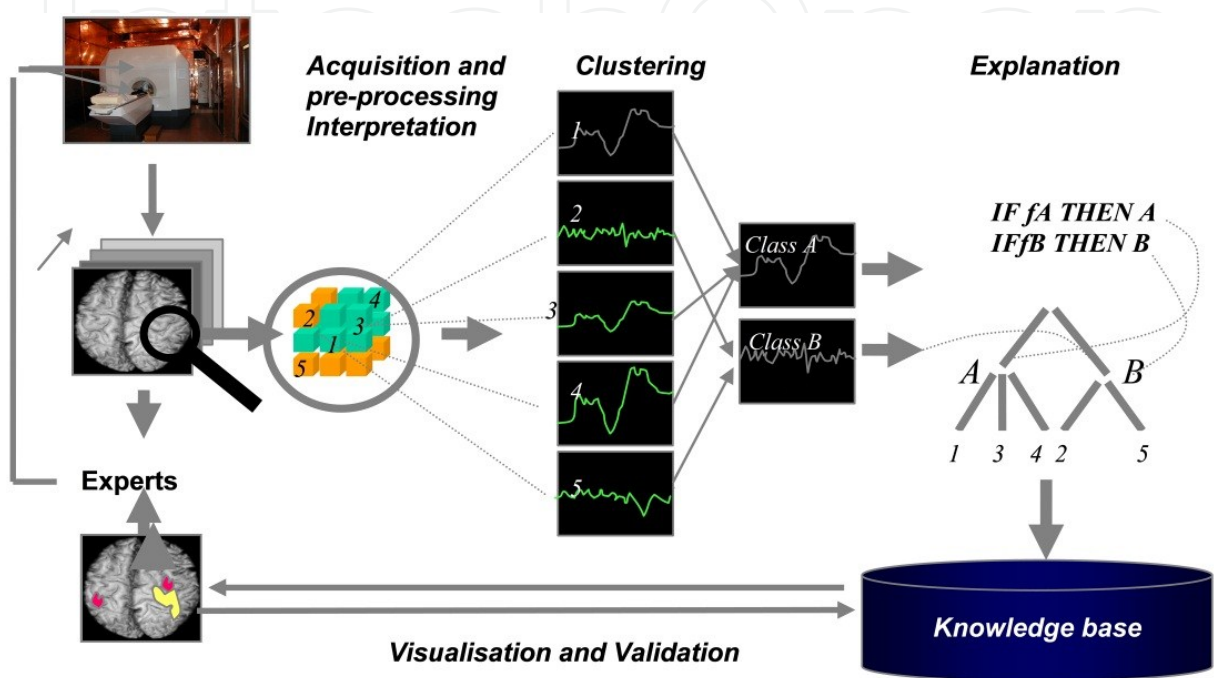 Acquisition and
pre-processing
Interpretation
Clustering
Explanation
1
2
3
4
5
4
2
3
1
5
Class A
Class B
IF fA THEN A
IFfB THEN B
A
B
1 3 4 2 5
Experts
Knowledge base
Visualisation and Validation